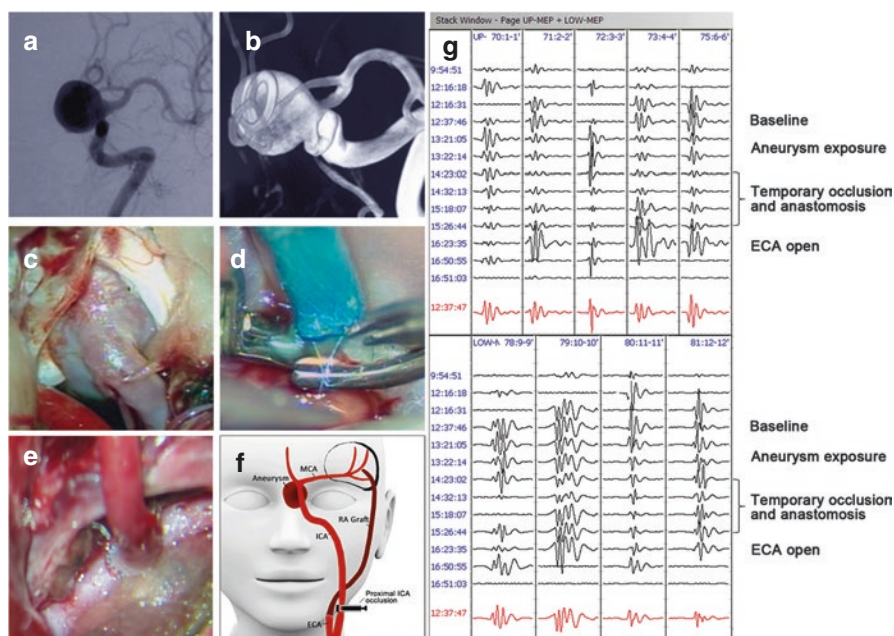 a
b
c
d
e
f
Aneurysm
MCA
RA Graft
ICA
Proximal ICA
occlusion
ECA
g
Stack Window - Page UP-MEP + LOW-MEP
UP- 70:1-1' 71:2-2' 72:3-3' 73:4-4' 75:6-6'
9:54:51
12:16:18
12:16:31
12:37:46
13:21:05
13:22:14
14:23:02
14:32:13
15:18:07
15:26:44
16:23:35
16:50:55
16:51:03
12:37:47
Baseline
Aneurysm exposure
Temporary occlusion
and anastomosis
ECA open
78:9-9' 79:10-10' 80:11-11' 81:12-12'
9:54:51
12:16:18
12:16:31
12:37:46
13:21:05
13:22:14
14:23:02
14:32:13
15:18:07
15:26:44
16:23:35
16:50:55
16:51:03
12:37:47
Baseline
Aneurysm exposure
Temporary occlusion
and anastomosis
ECA open